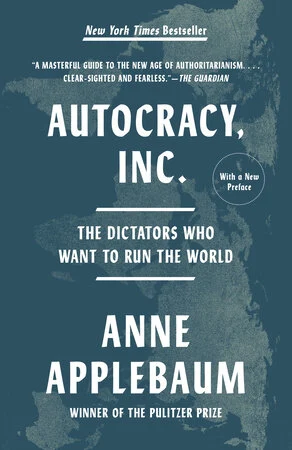 New York Times Bestseller
"A MASTERFUL GUIDE TO THE NEW AGE OF AUTHORITARIANISM. . . .
CLEAR-SIGHTED AND FEARLESS."—THE GUARDIAN
AUTOCRACY,
INC.
With a New
Preface
THE DICTATORS WHO
WANT TO RUN THE WORLD
ANNE
APPLEBAUM
WINNER OF THE PULITZER PRIZE